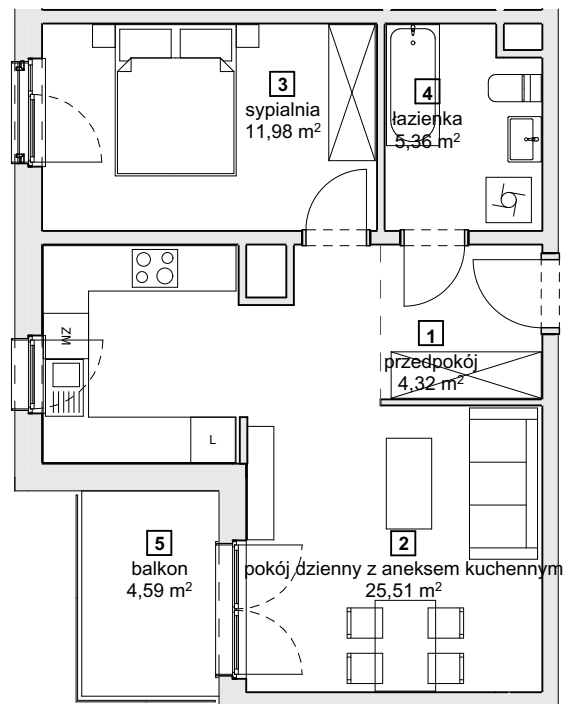 3
sypialnia
11,98 m²
4
łazienka
5,36 m²
ZM
1
przedpokój
4,32 m²
L
5
balkon
4,59 m²
2
pokój dzienny z aneksem kuchennym
25,51 m²